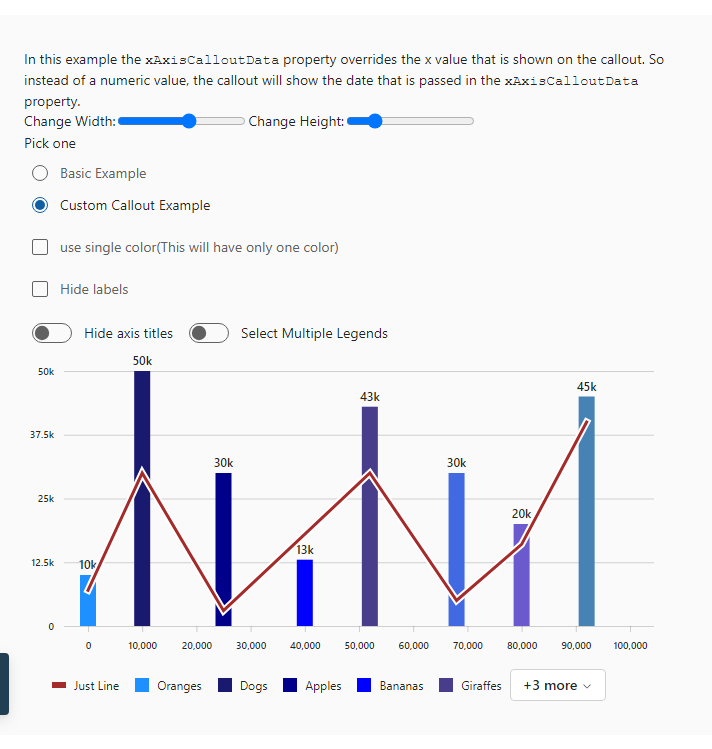 In this example the xAxisCalloutData property overrides the x value that is shown on the callout. So
instead of a numeric value, the callout will show the date that is passed in the xAxisCalloutData
property.
Change Width: Change Height:
Pick one
Basic Example
Custom Callout Example
use single color(This will have only one color)
Hide labels
Hide axis titles Select Multiple Legends
50k
50k
45k
43k
37.5k
30k 30k
25k
20k
13k
12.5k 10k
0
0 10,000 20,000 30,000 40,000 50,000 60,000 70,000 80,000 90,000 100,000
Just Line Oranges Dogs Apples Bananas Giraffes +3 more